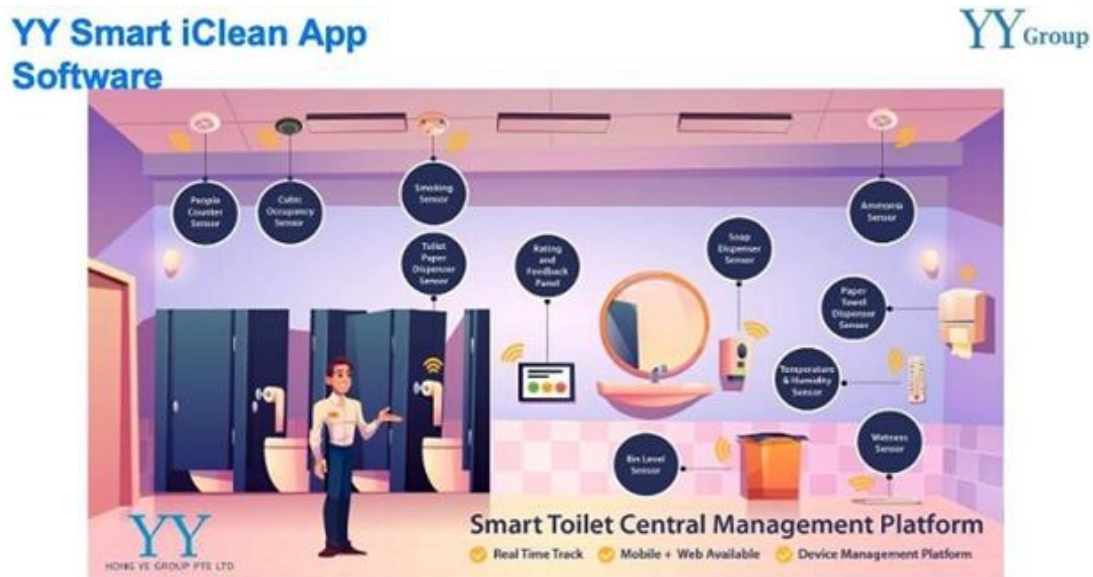 YY Smart iClean App
Software
YY Group
People
Counter
Sensor
Cubic
Occupancy
Sensor
Smoking
Sensor
Ammonia
Sensor
Toilet
Paper
Dispenser
Sensor
Rating
and
Feedback
Panel
Soap
Dispenser
Sensor
Paper
Towel
Dispenser
Sensor
Temperature
& Humidity
Sensor
Bin Level
Sensor
Wetness
Sensor
YY
HONG YE GROUP PTE LTD
Smart Toilet Central Management Platform
Real Time Track
Mobile + Web Available
Device Management Platform